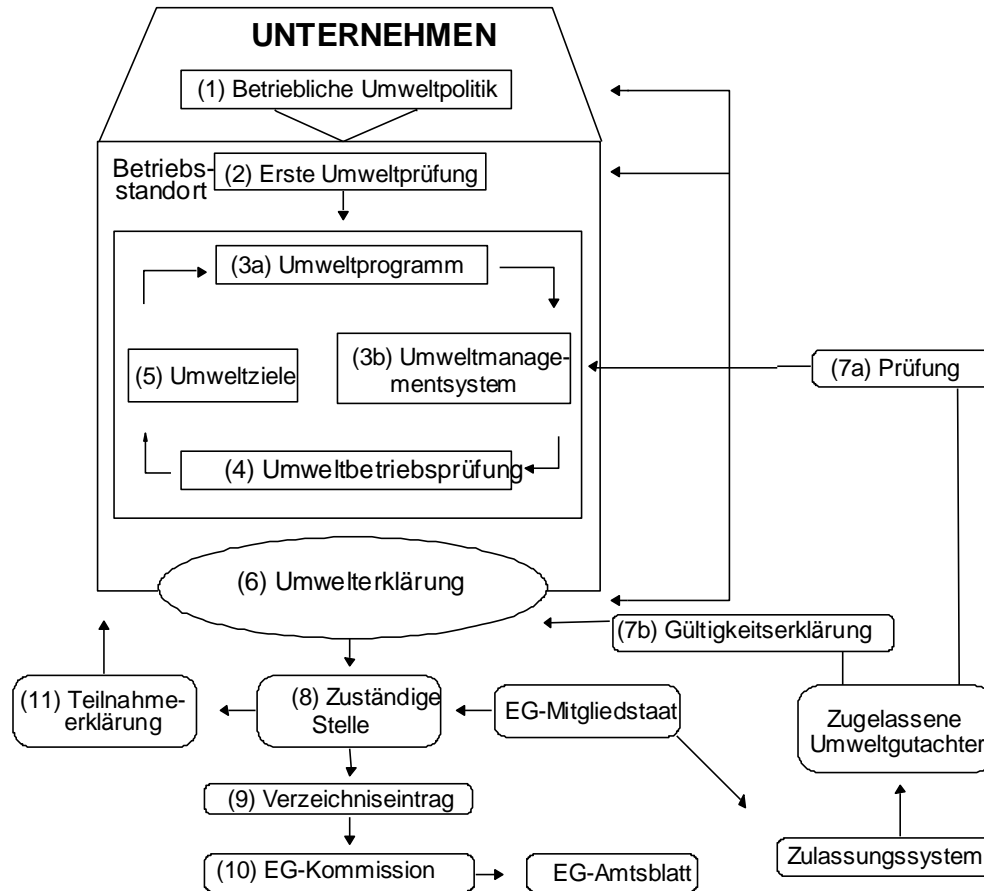 UNTERNEHMEN
(1) Betriebliche Umweltpolitik
Betriebs-
standort
(2) Erste Umweltprüfung
(3a) Umweltprogramm
(5) Umweltziele
(3b) Umweltmanage-
mentsystem
(7a) Prüfung
(4) Umweltbetriebsprüfung
(6) Umwelterklärung
(7b) Gültigkeitserklärung
(11) Teilnahme-
erklärung
(8) Zuständige
Stelle
EG-Mitgliedstaat
Zugelassene
Umweltgutachter
(9) Verzeichniseintrag
Zulassungssystem
(10) EG-Kommission
EG-Amtsblatt